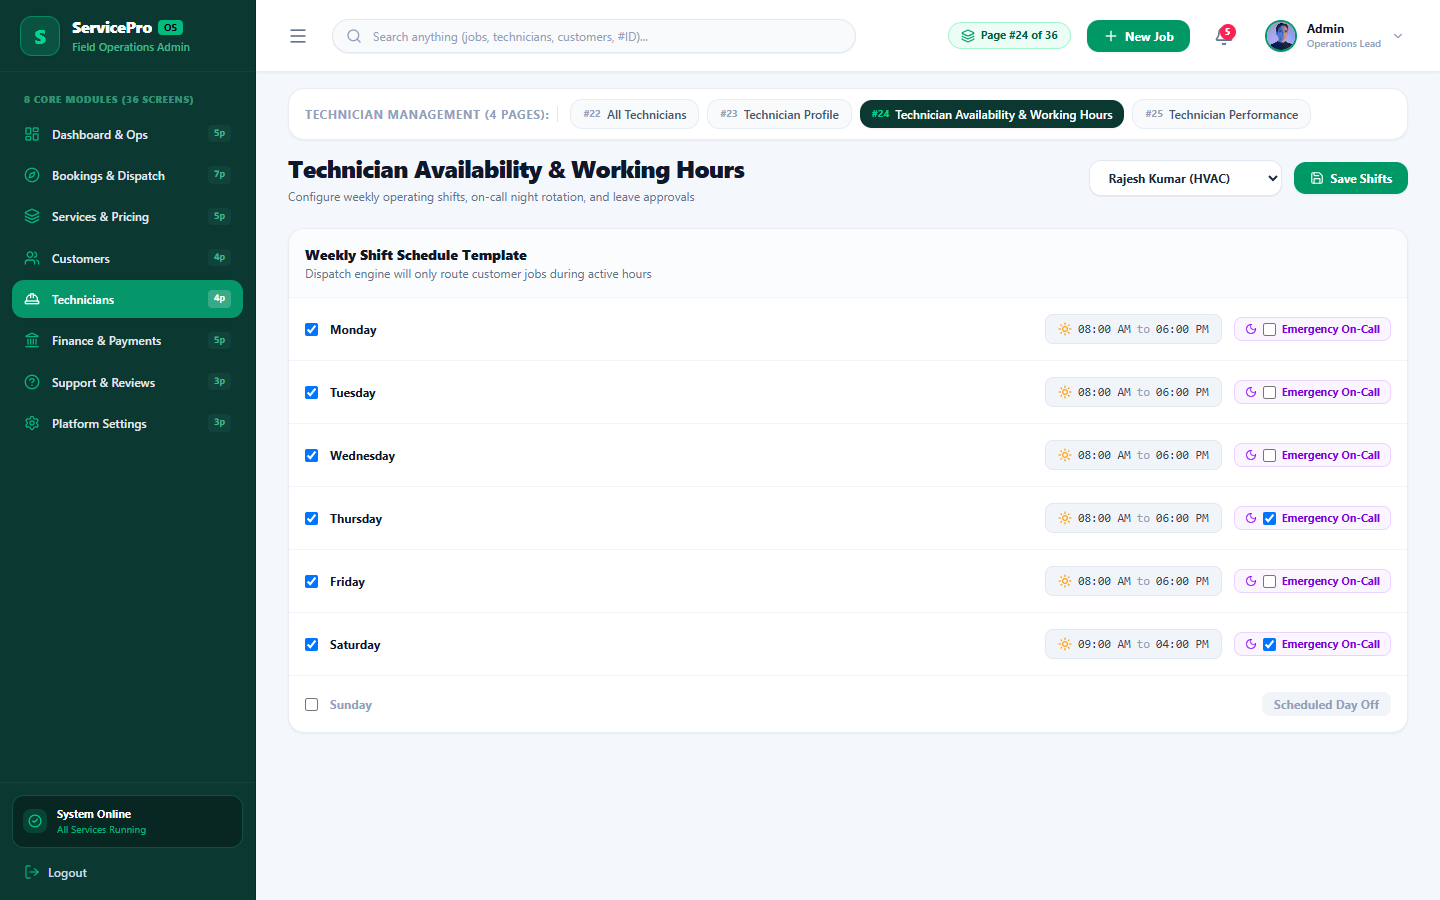 S
ServicePro OS
Field Operations Admin
8 CORE MODULES (36 SCREENS)
Dashboard & Ops 5p
Bookings & Dispatch 7p
Services & Pricing 5p
Customers 4p
Technicians 4p
Finance & Payments 5p
Support & Reviews 3p
Platform Settings 3p
System Online
All Services Running
Logout
Search anything (jobs, technicians, customers, #ID)...
Page #24 of 36
New Job
5
Admin
Operations Lead
TECHNICIAN MANAGEMENT (4 PAGES):
#22 All Technicians
#23 Technician Profile
#24 Technician Availability & Working Hours
#25 Technician Performance
Technician Availability & Working Hours
Configure weekly operating shifts, on-call night rotation, and leave approvals
Rajesh Kumar (HVAC)
Save Shifts
Weekly Shift Schedule Template
Dispatch engine will only route customer jobs during active hours
Monday 08:00 AM to 06:00 PM Emergency On-Call
Tuesday 08:00 AM to 06:00 PM Emergency On-Call
Wednesday 08:00 AM to 06:00 PM Emergency On-Call
Thursday 08:00 AM to 06:00 PM Emergency On-Call
Friday 08:00 AM to 06:00 PM Emergency On-Call
Saturday 09:00 AM to 04:00 PM Emergency On-Call
Sunday Scheduled Day Off